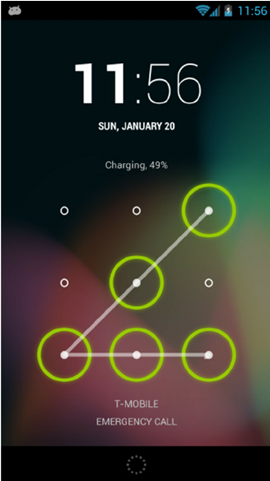 11:56
11:56
SUN, JANUARY 20
Charging, 49%
T-MOBILE
EMERGENCY CALL